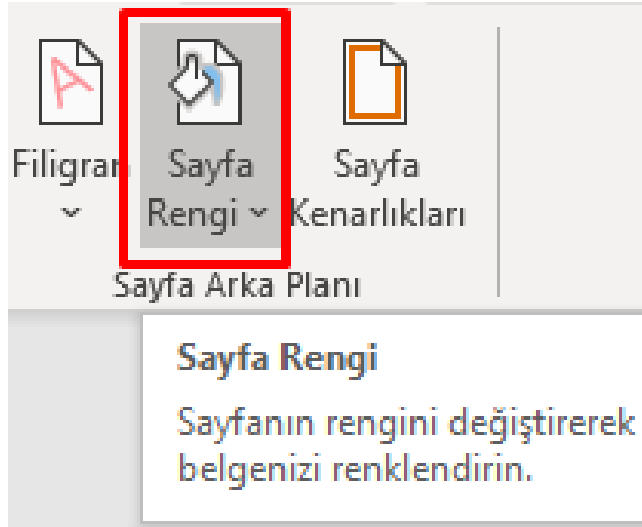 Filigran
Sayfa
Rengi
Sayfa
Kenarlıkları
Sayfa Arka Planı
Sayfa Rengi
Sayfanın rengini değiştirerek
belgenizi renklendirin.